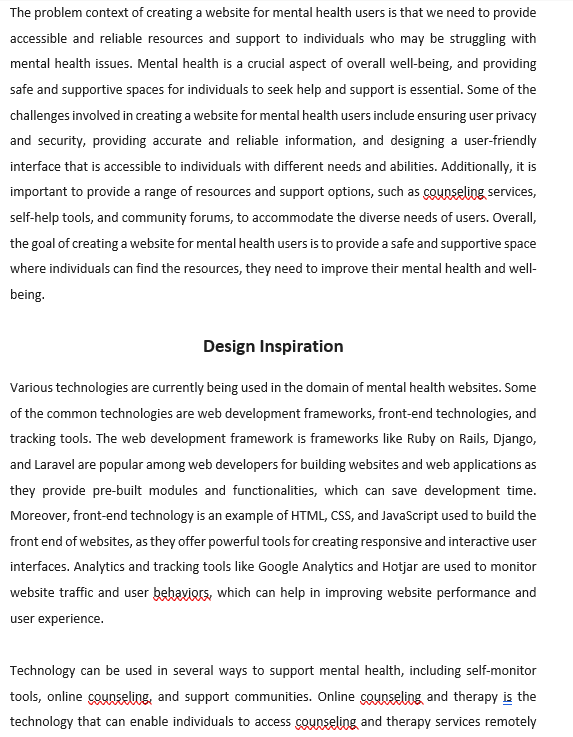 The problem context of creating a website for mental health users is that we need to provide
accessible and reliable resources and support to individuals who may be struggling with
mental health issues. Mental health is a crucial aspect of overall well-being, and providing
safe and supportive spaces for individuals to seek help and support is essential. Some of the
challenges involved in creating a website for mental health users include ensuring user privacy
and security, providing accurate and reliable information, and designing a user-friendly
interface that is accessible to individuals with different needs and abilities. Additionally, it is
important to provide a range of resources and support options, such as counseling services,
self-help tools, and community forums, to accommodate the diverse needs of users. Overall,
the goal of creating a website for mental health users is to provide a safe and supportive space
where individuals can find the resources, they need to improve their mental health and well-
being.
Design Inspiration
Various technologies are currently being used in the domain of mental health websites. Some
of the common technologies are web development frameworks, front-end technologies, and
tracking tools. The web development framework is frameworks like Ruby on Rails, Django,
and Laravel are popular among web developers for building websites and web applications as
they provide pre-built modules and functionalities, which can save development time.
Moreover, front-end technology is an example of HTML, CSS, and JavaScript used to build the
front end of websites, as they offer powerful tools for creating responsive and interactive user
interfaces. Analytics and tracking tools like Google Analytics and Hotjar are used to monitor
website traffic and user behaviors, which can help in improving website performance and
user experience.
Technology can be used in several ways to support mental health, including self-monitor
tools, online counseling, and support communities. Online counseling and therapy is the
technology that can enable individuals to access counseling and therapy services remotely